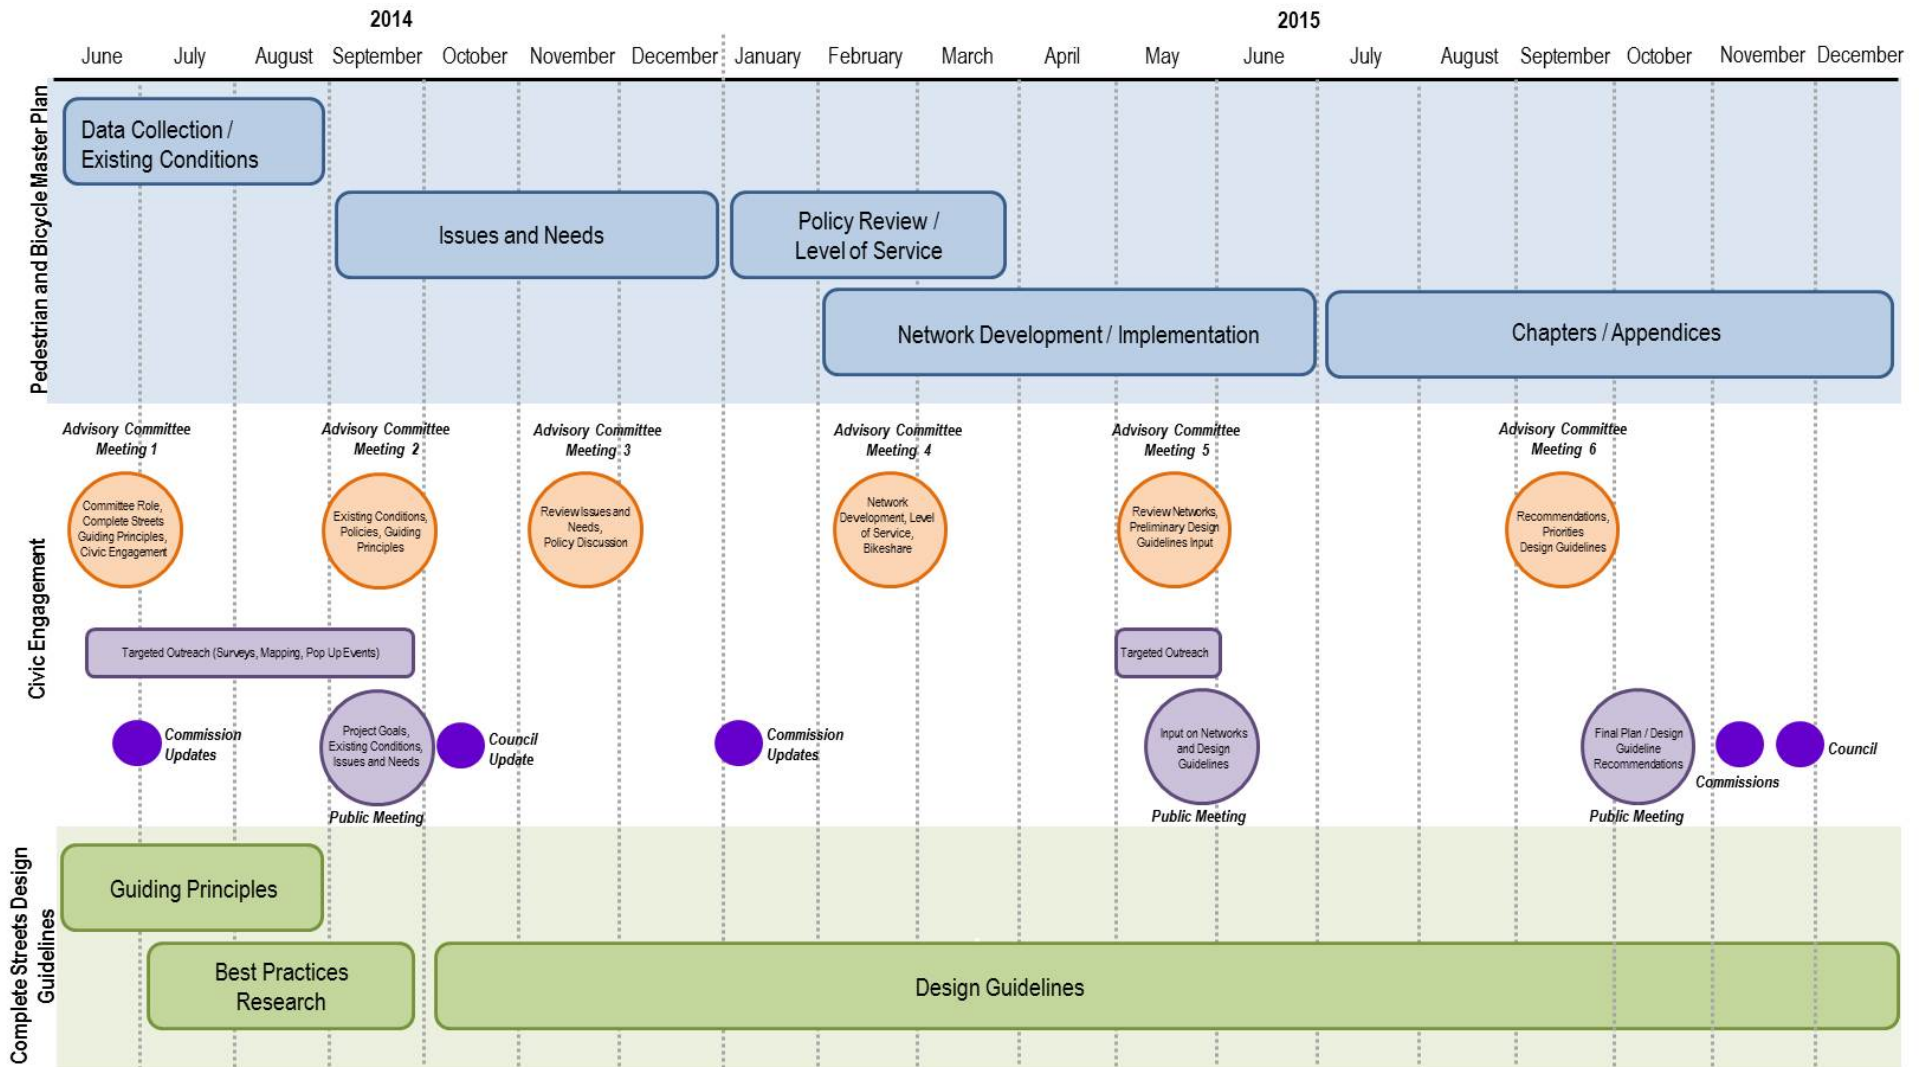 2014
2015
June July August September October November December January February March April May June July August September October November December
Pedestrian and Bicycle Master Plan
Data Collection /
Existing Conditions
Issues and Needs
Policy Review /
Level of Service
Network Development / Implementation
Chapters / Appendices
Civic Engagement
Advisory Committee
Meeting 1
Advisory Committee
Meeting 2
Advisory Committee
Meeting 3
Advisory Committee
Meeting 4
Advisory Committee
Meeting 5
Advisory Committee
Meeting 6
Committee Role,
Complete Streets
Guiding Principles,
Civic Engagement
Existing Conditions,
Policies, Guiding
Principles
Review Issues and
Needs,
Policy Discussion
Network
Development, Level
of Service,
Bikeshare
Review Networks,
Preliminary Design
Guidelines Input
Recommendations,
Priorities
Design Guidelines
Targeted Outreach (Surveys, Mapping, Pop Up Events)
Targeted Outreach
Commission
Updates
Project Goals,
Existing Conditions,
Issues and Needs
Public Meeting
Council
Update
Commission
Updates
Input on Networks
and Design
Guidelines
Public Meeting
Final Plan / Design
Guideline
Recommendations
Public Meeting
Commissions
Council
Complete Streets Design
Guidelines
Guiding Principles
Best Practices
Research
Design Guidelines